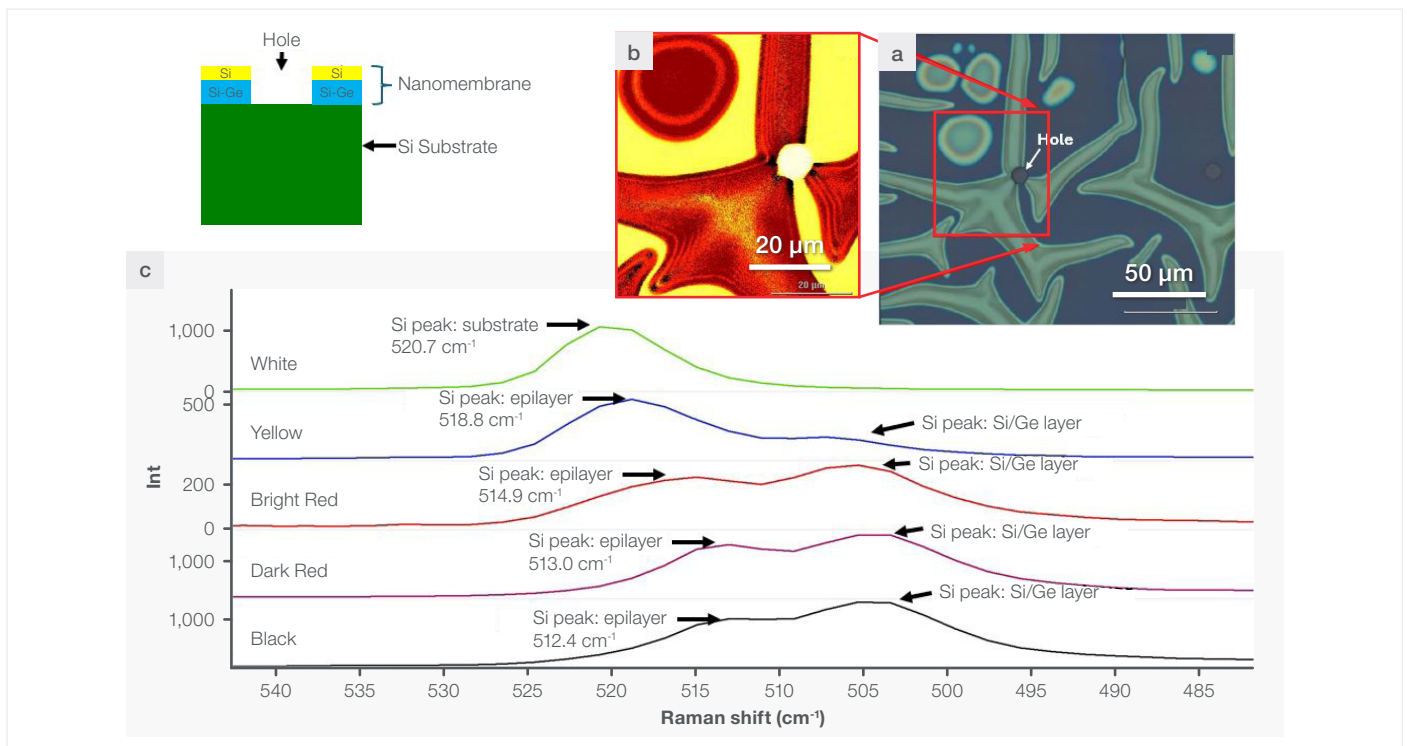 Hole
Si
Si
Si-Ge
Si-Ge
Nanomembrane
Si Substrate
b
20 µm
20 µm
a
Hole
50 µm
c
Int
1,000
0
500
200
0
1,000
1,000
White
Si peak: substrate
520.7 cm⁻¹
Yellow
Si peak: epilayer
518.8 cm⁻¹
Si peak: Si/Ge layer
Bright Red
Si peak: epilayer
514.9 cm⁻¹
Si peak: Si/Ge layer
Dark Red
Si peak: epilayer
513.0 cm⁻¹
Si peak: Si/Ge layer
Black
Si peak: epilayer
512.4 cm⁻¹
Si peak: Si/Ge layer
540 535 530 525 520 515 510 505 500 495 490 485
Raman shift (cm⁻¹)